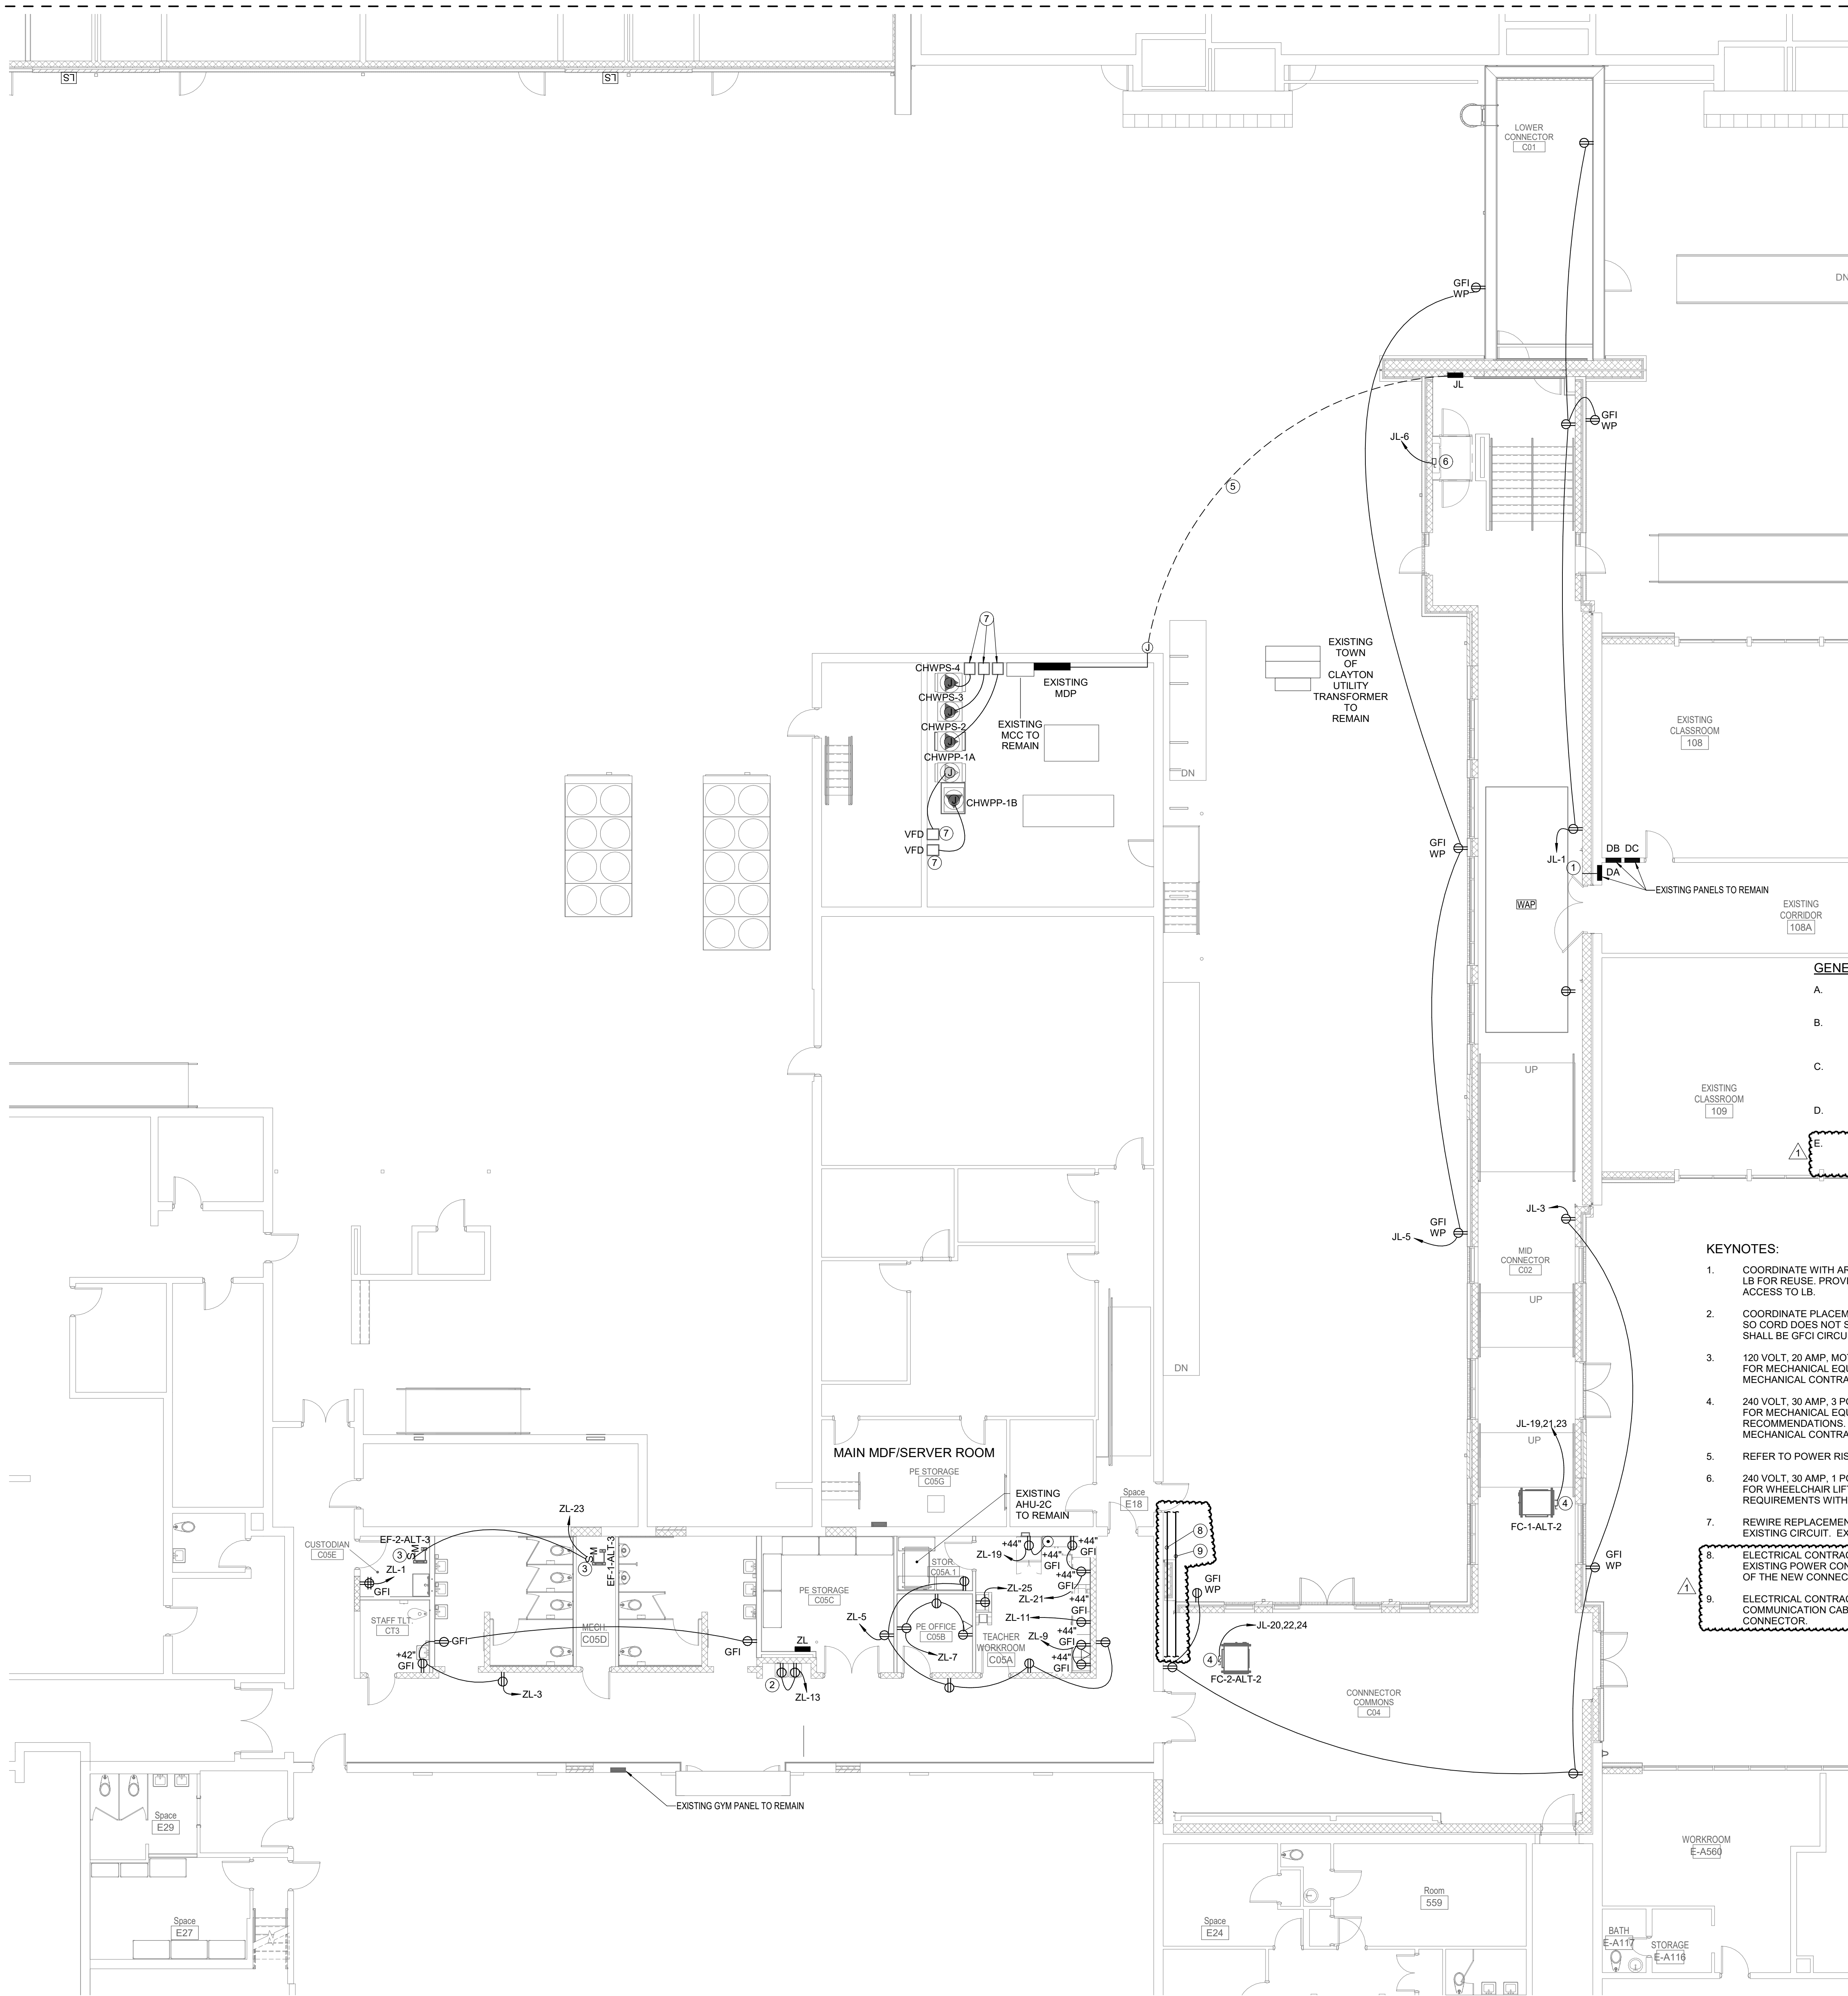 LS
LS
LOWER
CONNECTOR
C01
GFI
WP
DN
JL
GFI
WP
JL-6
6
5
7
J
CHWPS-4
EXISTING
MDP
CHWPS-3
CHWPS-2
EXISTING
MCC TO
REMAIN
CHWPP-1A
CHWPP-1B
J
J
J
J
J
VFD
7
VFD
7
DN
EXISTING
TOWN
OF
CLAYTON
UTILITY
TRANSFORMER
TO
REMAIN
EXISTING
CLASSROOM
108
GFI
WP
JL-1
1
DB DC
DA
EXISTING PANELS TO REMAIN
WAP
EXISTING
CORRIDOR
108A
GENE
A.
B.
C.
D.
E.
1
UP
EXISTING
CLASSROOM
109
JL-3
GFI
WP
JL-5
MID
CONNECTOR
C02
UP
DN
JL-19,21,23
UP
4
FC-1-ALT-2
KEYNOTES:
1. COORDINATE WITH AR
LB FOR REUSE. PROVI
ACCESS TO LB.
2. COORDINATE PLACEM
SO CORD DOES NOT S
SHALL BE GFCI CIRCU
3. 120 VOLT, 20 AMP, MO
FOR MECHANICAL EQU
MECHANICAL CONTRA
4. 240 VOLT, 30 AMP, 3 PO
FOR MECHANICAL EQU
RECOMMENDATIONS.
MECHANICAL CONTRA
5. REFER TO POWER RIS
6. 240 VOLT, 30 AMP, 1 PO
FOR WHEELCHAIR LIF
REQUIREMENTS WITH
7. REWIRE REPLACEMEN
EXISTING CIRCUIT. EX
8. ELECTRICAL CONTRAC
EXISTING POWER CON
OF THE NEW CONNEC
1
9. ELECTRICAL CONTRAC
COMMUNICATION CAB
CONNECTOR.
MAIN MDF/SERVER ROOM
PE STORAGE
C05G
EXISTING
AHU-2C
TO REMAIN
Space
E18
8
9
GFI
WP
GFI
WP
ZL-23
CUSTODIAN
C05E
EF-2-ALT-3
3
SM
ZL-1
GFI
3
SM
EF-1-ALT-3
STAFF TLT.
CT3
MECH.
C05D
GFI
+42"
GFI
ZL-3
GFI
PE STORAGE
C05C
ZL
2
ZL-13
ZL-5
STOR.
C05A.1
PE OFFICE
C05B
ZL-7
ZL-19
+44"
+44"
GFI
+44"
GFI
+44"
GFI
ZL-25
ZL-21
+44"
GFI
ZL-11
+44"
GFI
ZL-9
+44"
GFI
TEACHER
WORKROOM
C05A
JL-20,22,24
4
FC-2-ALT-2
CONNNECTOR
COMMONS
C04
EXISTING GYM PANEL TO REMAIN
Space
E29
Space
E27
Space
E24
Room
559
WORKROOM
E-A560
BATH
E-A117
STORAGE
E-A116